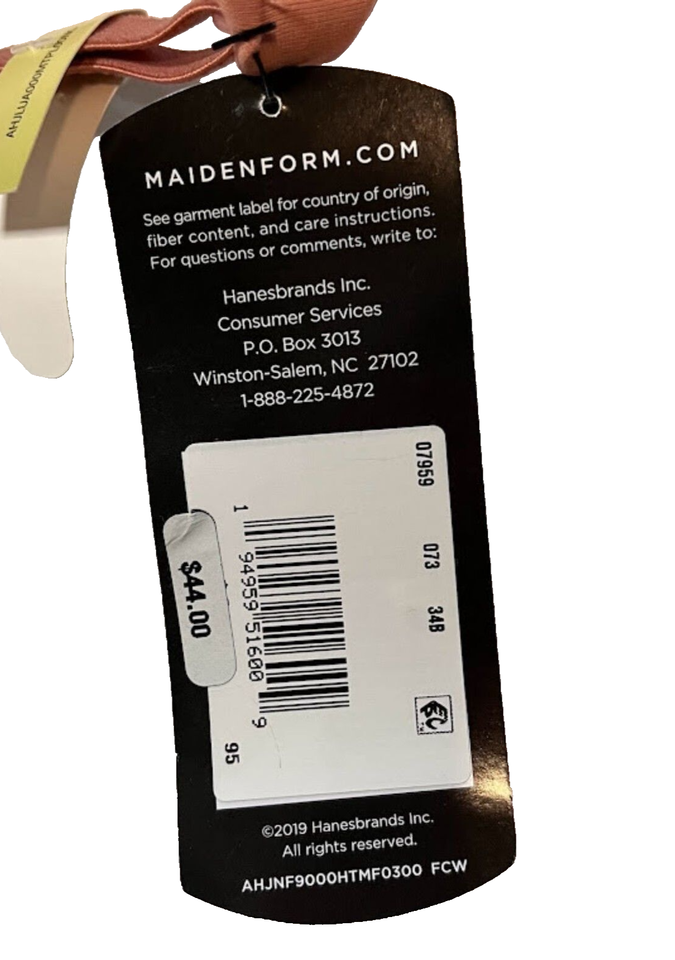 AHJLUA000MTPL00
MAIDENFORM.COM
See garment label for country of origin,
fiber content, and care instructions.
For questions or comments, write to:
Hanesbrands Inc.
Consumer Services
P.O. Box 3013
Winston-Salem, NC 27102
1-888-225-4872
07959 073 34B
1 94959 51600 9
$44.00
95
©2019 Hanesbrands Inc.
All rights reserved.
AHJNF9000HTMF0300 FCW